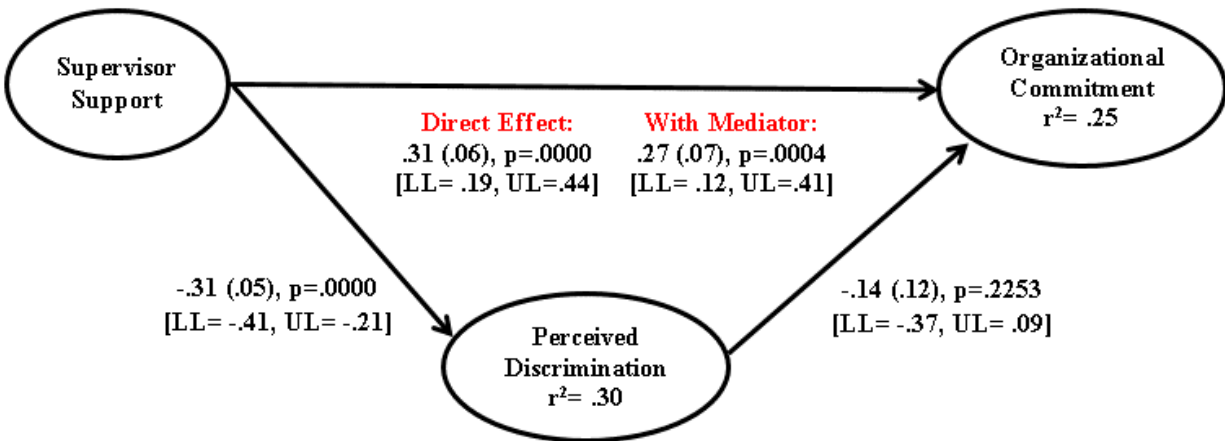 Supervisor
Support
Organizational
Commitment
r²= .25
Direct Effect:
.31 (.06), p=.0000
[LL= .19, UL=.44]
With Mediator:
.27 (.07), p=.0004
[LL= .12, UL=.41]
-.31 (.05), p=.0000
[LL= -.41, UL= -.21]
-.14 (.12), p=.2253
[LL= -.37, UL= .09]
Perceived
Discrimination
r²= .30